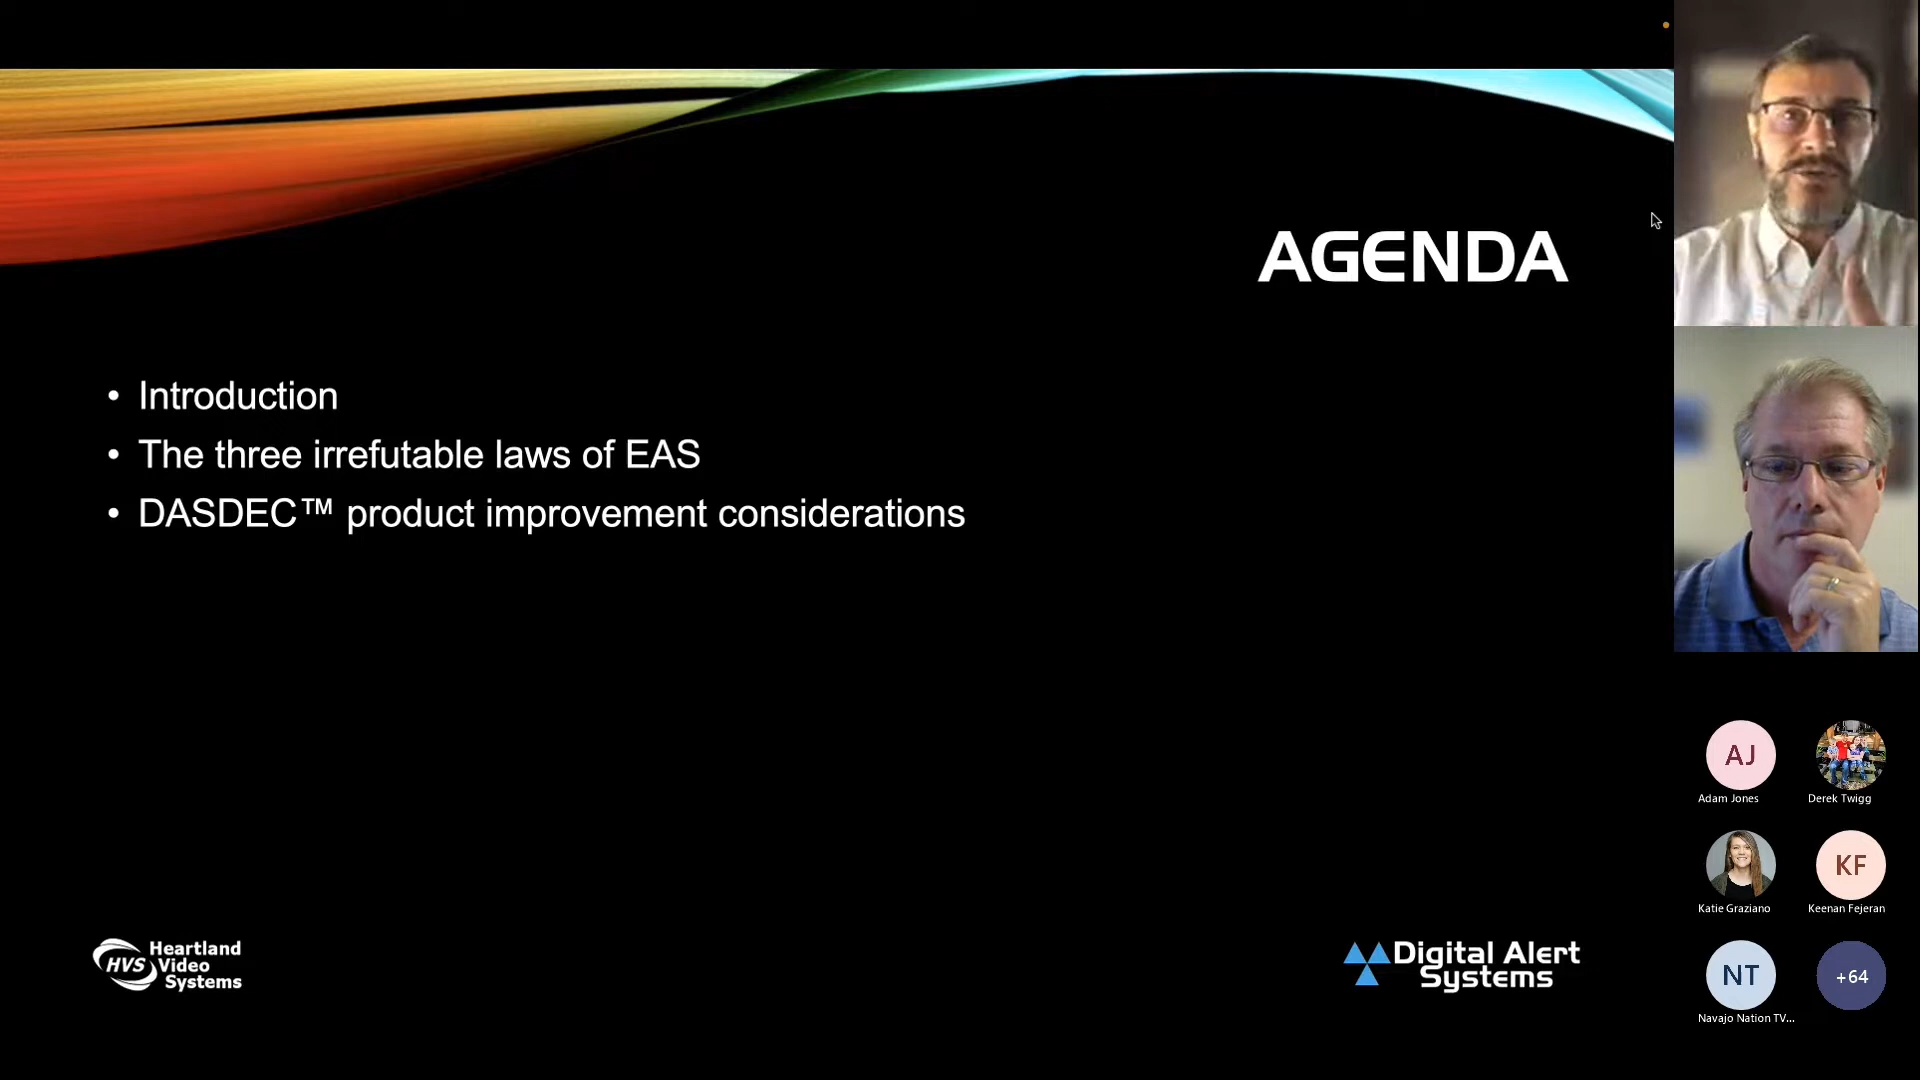 AGENDA
• Introduction
• The three irrefutable laws of EAS
• DASDEC™ product improvement considerations
HVS
Heartland
Video
Systems
Digital Alert
Systems
AJ
Adam Jones
Derek Twigg
Katie Graziano
KF
Keenan Fejeran
NT
Navajo Nation TV...
+64